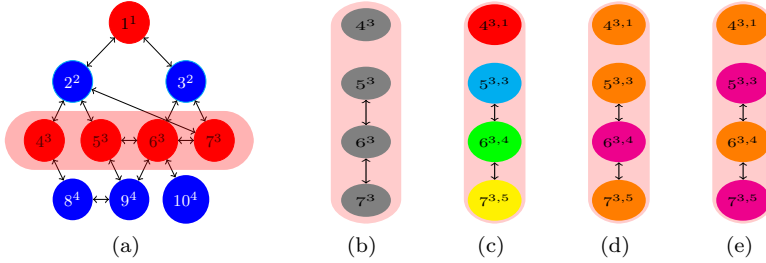 1¹
2² 3²
4³ 5³ 6³ 7³
8⁴ 9⁴ 10⁴
(a)
4³
5³
6³
7³
(b)
4³,¹
5³,³
6³,⁴
7³,⁵
(c)
4³,¹
5³,³
6³,⁴
7³,⁵
(d)
4³,¹
5³,³
6³,⁴
7³,⁵
(e)